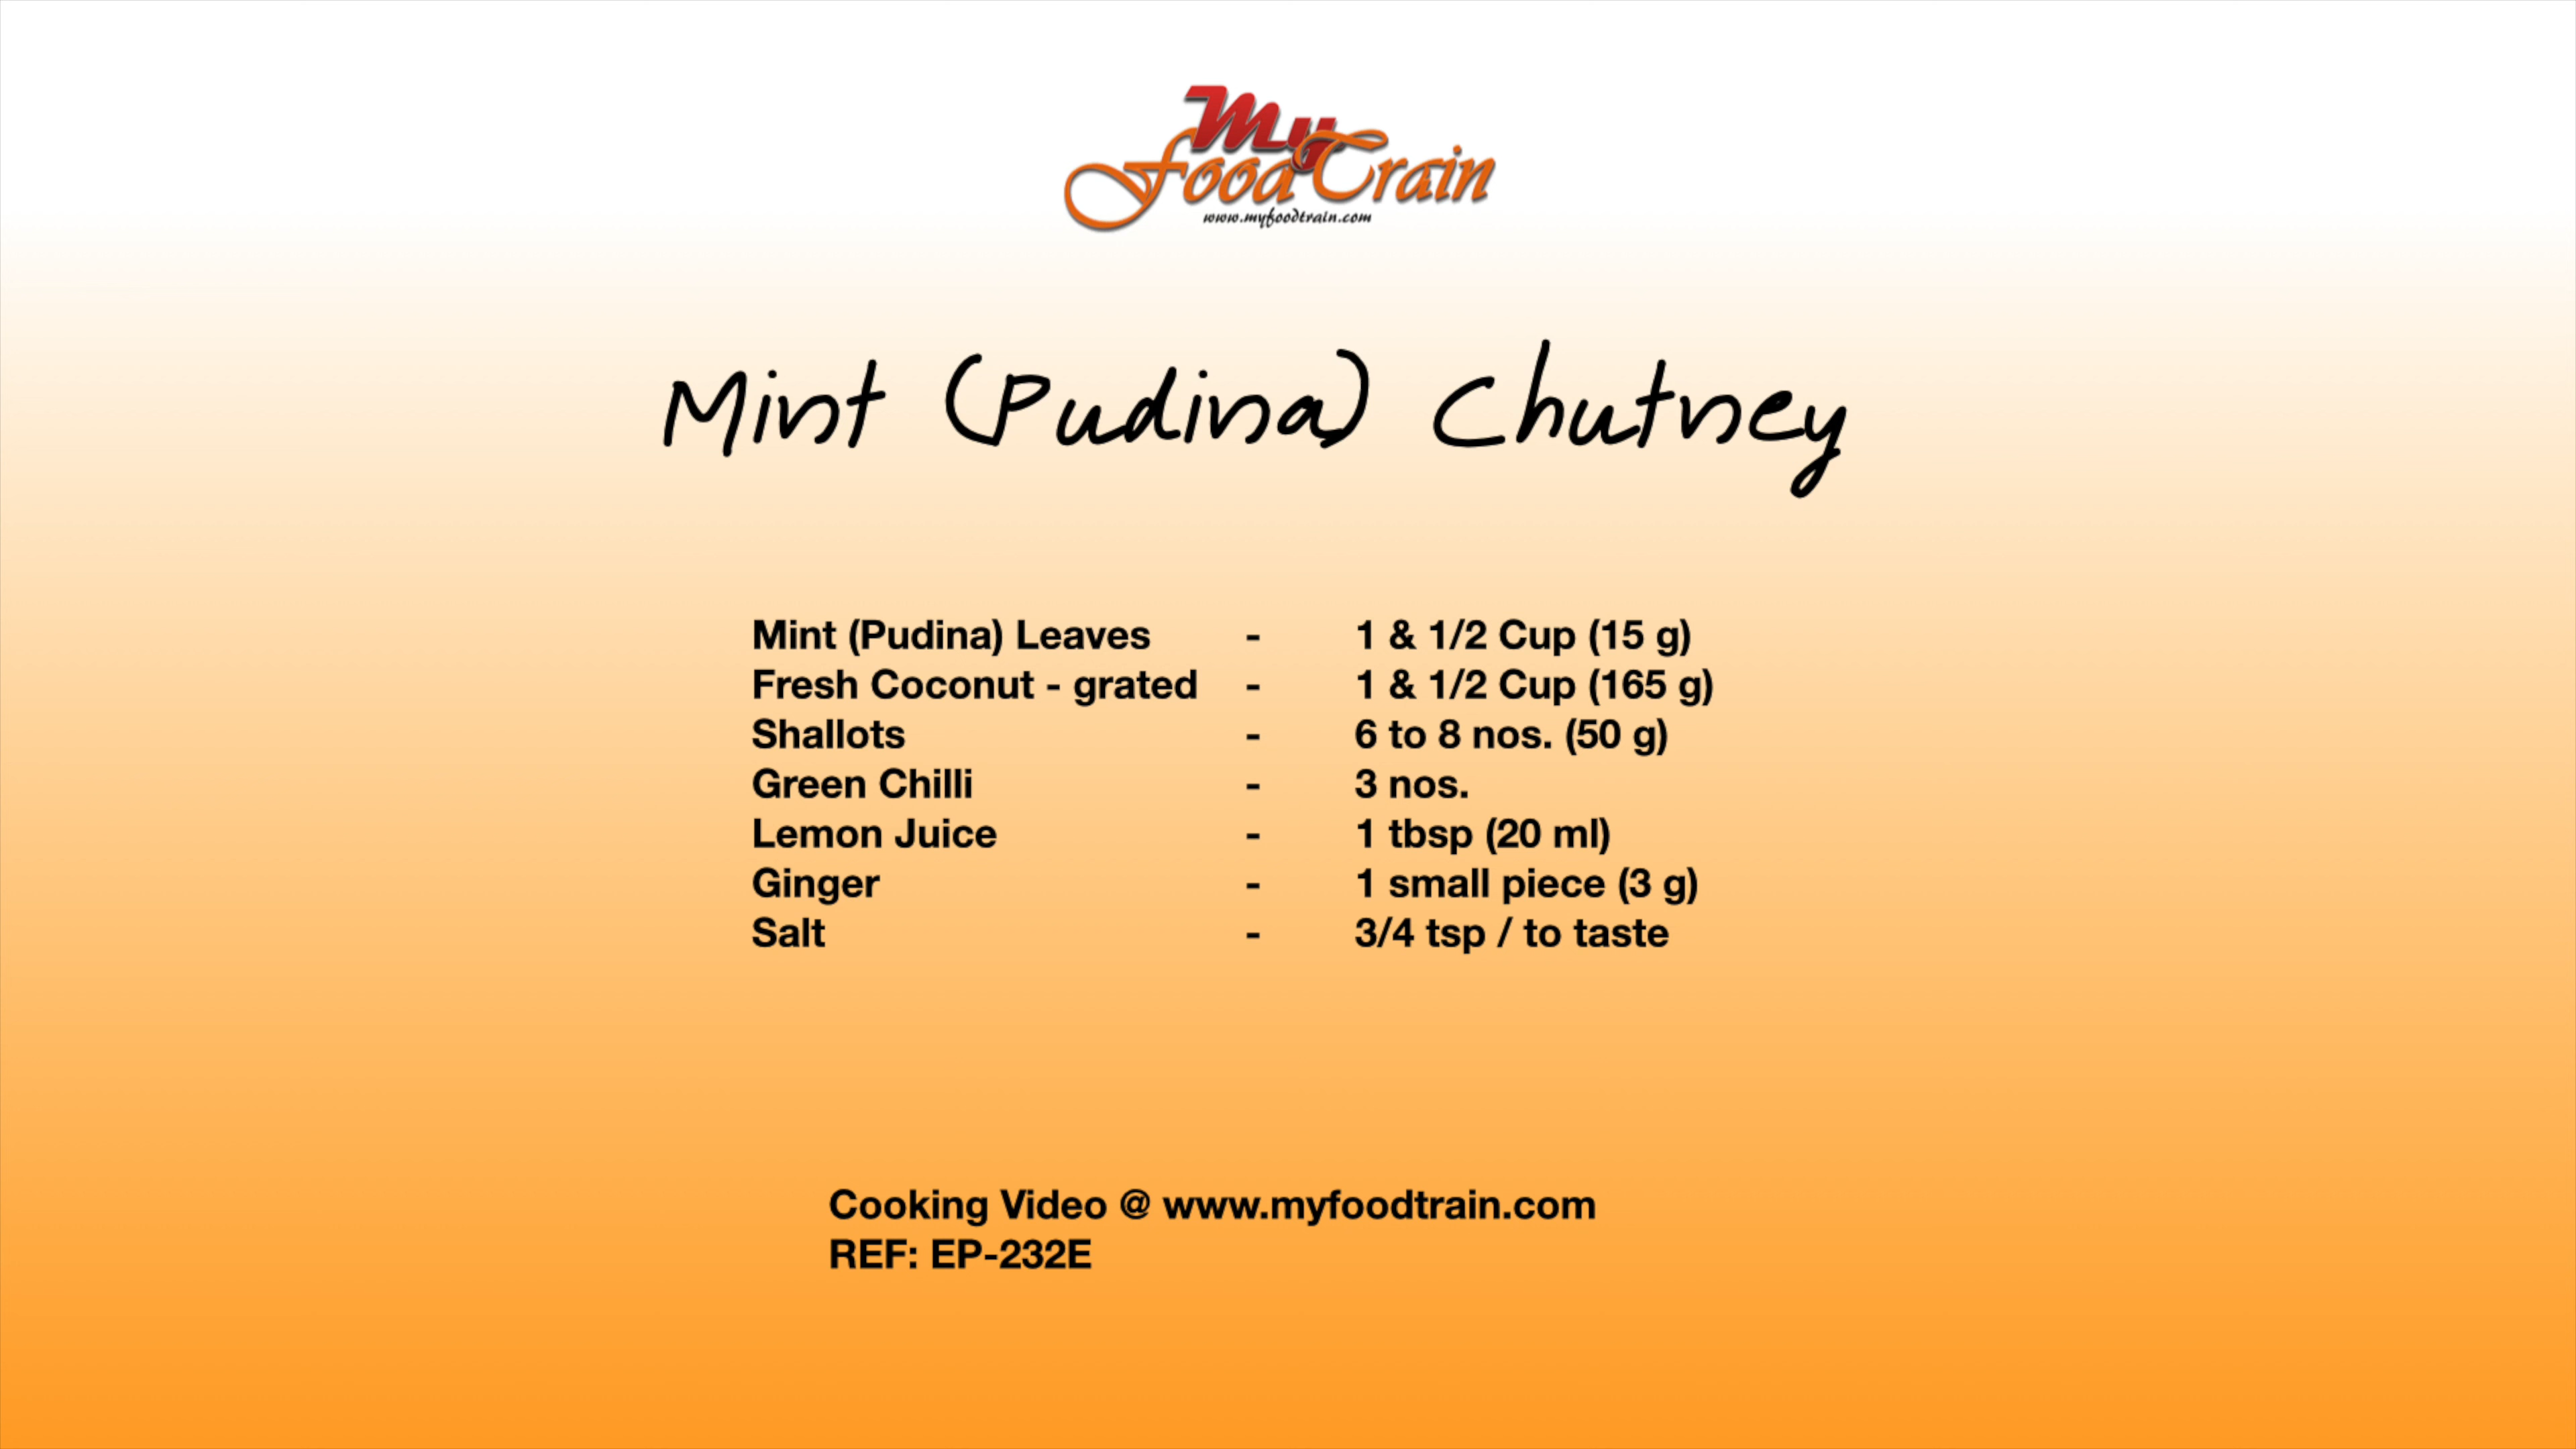 My
Food Train
www.myfoodtrain.com
Mint (Pudina) Chutney
Mint (Pudina) Leaves - 1 & 1/2 Cup (15 g)
Fresh Coconut - grated - 1 & 1/2 Cup (165 g)
Shallots - 6 to 8 nos. (50 g)
Green Chilli - 3 nos.
Lemon Juice - 1 tbsp (20 ml)
Ginger - 1 small piece (3 g)
Salt - 3/4 tsp / to taste
Cooking Video @ www.myfoodtrain.com
REF: EP-232E